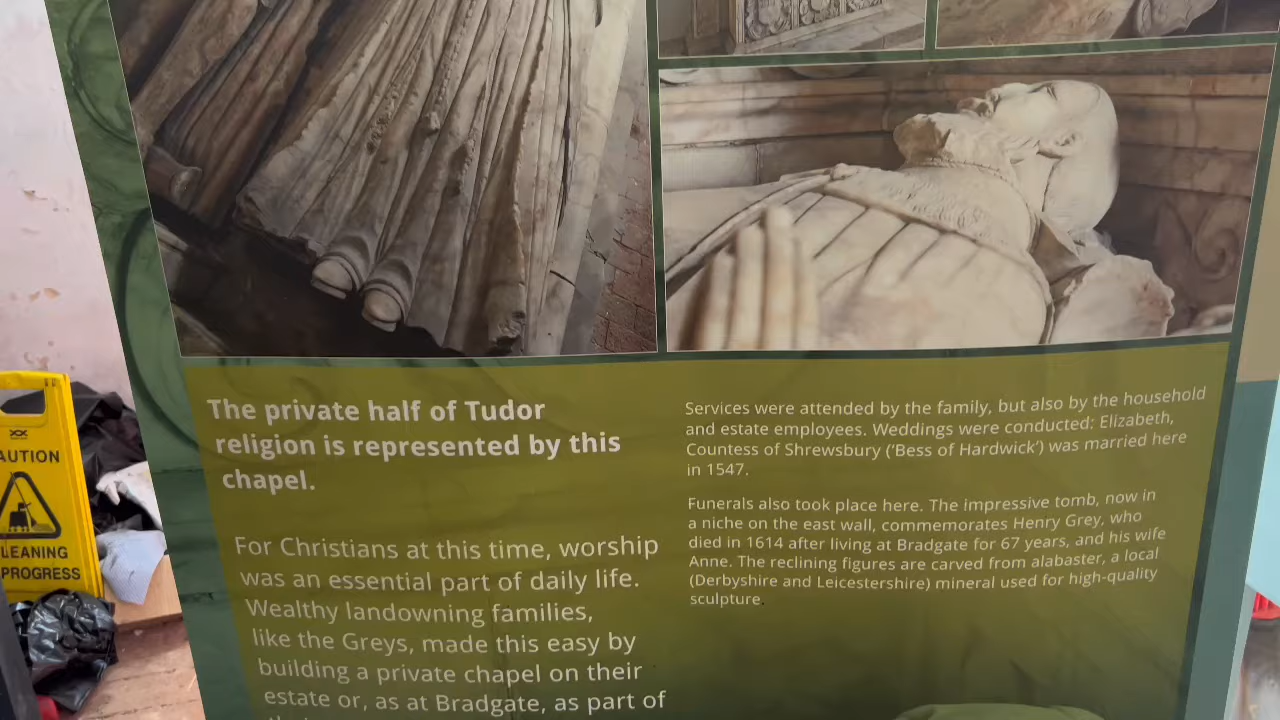 The private half of Tudor
religion is represented by this
chapel.
For Christians at this time, worship
was an essential part of daily life.
Wealthy landowning families,
like the Greys, made this easy by
building a private chapel on their
estate or, as at Bradgate, as part of
Services were attended by the family, but also by the household
and estate employees. Weddings were conducted: Elizabeth,
Countess of Shrewsbury (‘Bess of Hardwick’) was married here
in 1547.
Funerals also took place here. The impressive tomb, now in
a niche on the east wall, commemorates Henry Grey, who
died in 1614 after living at Bradgate for 67 years, and his wife
Anne. The reclining figures are carved from alabaster, a local
(Derbyshire and Leicestershire) mineral used for high-quality
sculpture.
AUTION
LEANING
PROGRESS